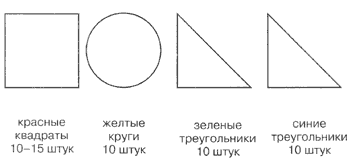 красные
квадраты
10–15 штук
желтые
круги
10 штук
зеленые
треугольники
10 штук
синие
треугольники
10 штук